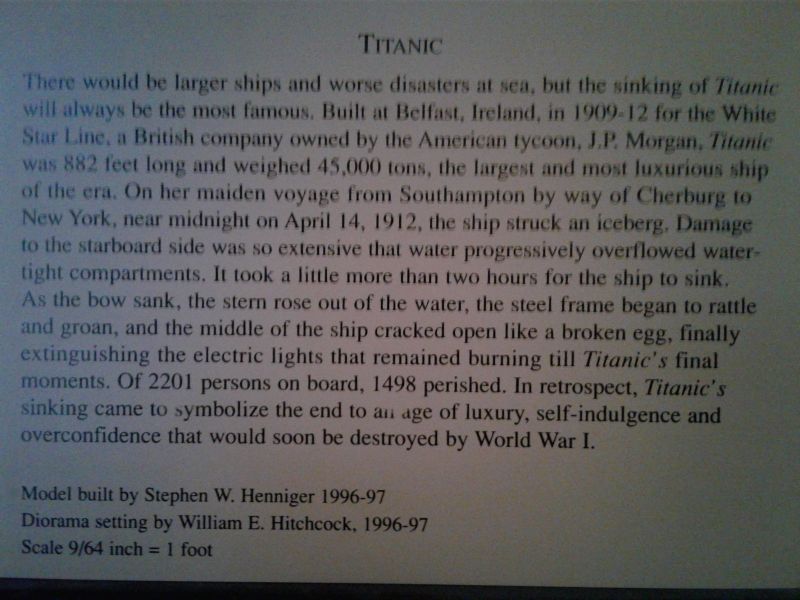 TITANIC
There would be larger ships and worse disasters at sea, but the sinking of Titanic
will always be the most famous. Built at Belfast, Ireland, in 1909-12 for the White
Star Line, a British company owned by the American tycoon, J.P. Morgan, Titanic
was 882 feet long and weighed 45,000 tons, the largest and most luxurious ship
of the era. On her maiden voyage from Southampton by way of Cherburg to
New York, near midnight on April 14, 1912, the ship struck an iceberg. Damage
to the starboard side was so extensive that water progressively overflowed water-
tight compartments. It took a little more than two hours for the ship to sink.
As the bow sank, the stern rose out of the water, the steel frame began to rattle
and groan, and the middle of the ship cracked open like a broken egg, finally
extinguishing the electric lights that remained burning till Titanic's final
moments. Of 2201 persons on board, 1498 perished. In retrospect, Titanic's
sinking came to symbolize the end to an age of luxury, self-indulgence and
overconfidence that would soon be destroyed by World War I.
Model built by Stephen W. Henniger 1996-97
Diorama setting by William E. Hitchcock, 1996-97
Scale 9/64 inch = 1 foot